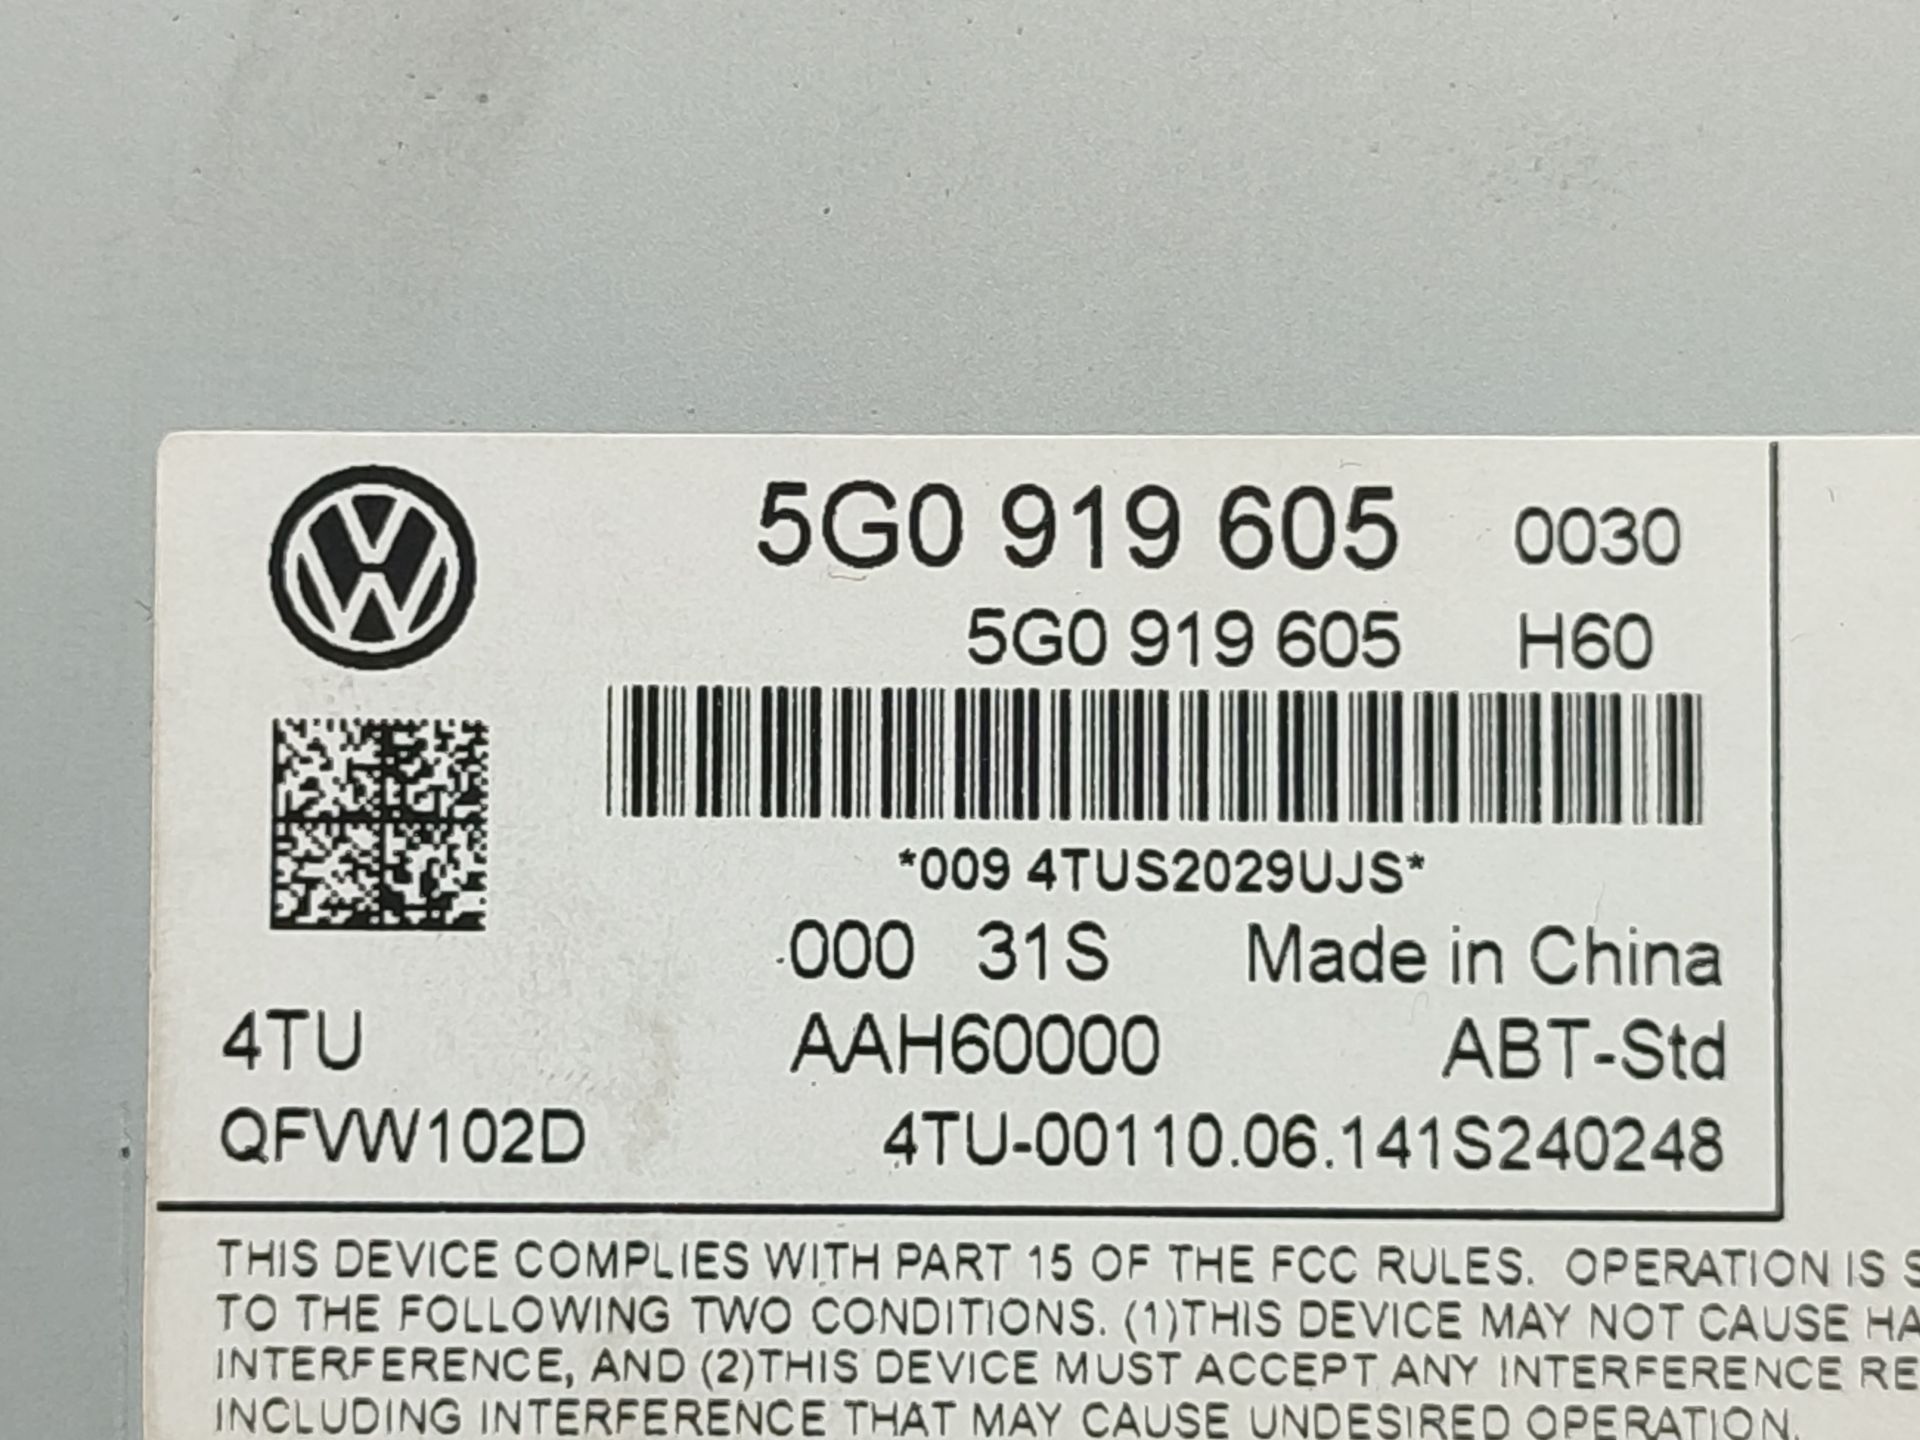 5G0 919 605 0030
5G0 919 605 H60
*009 4TUS2029UJS*
000 31S Made in China
4TU AAH60000 ABT-Std
QFVW102D 4TU-00110.06.141S240248
THIS DEVICE COMPLIES WITH PART 15 OF THE FCC RULES. OPERATION IS
TO THE FOLLOWING TWO CONDITIONS. (1)THIS DEVICE MAY NOT CAUSE
INTERFERENCE, AND (2)THIS DEVICE MUST ACCEPT ANY INTERFERENCE
INCLUDING INTERFERENCE THAT MAY CAUSE UNDESIRED OPERATION.